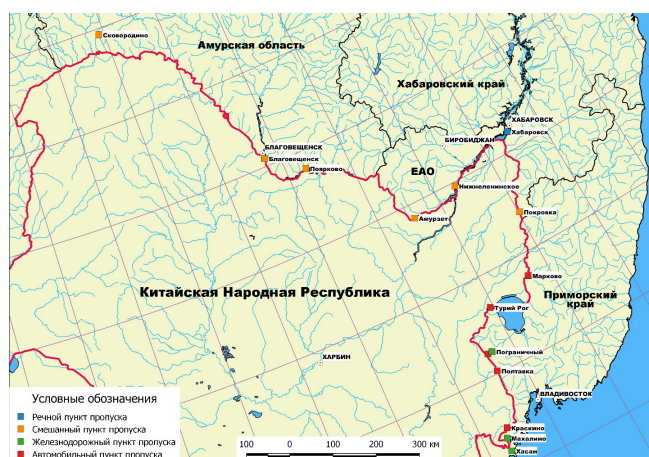 Сковородино
Амурская область
Хабаровский край
ХАБАРОВСК
Хабаровск
БИРОБИДЖАН
БЛАГОВЕЩЕНСК
Благовещенск
Поярково
ЕАО
Нижнеленинское
Амурзет
Покровка
Китайская Народная Республика
Марково
Приморский
край
Турий Рог
ХАРБИН
Пограничный
Полтавка
ВЛАДИВОСТОК
Краскино
Махалино
Хасан
Условные обозначения
Речной пункт пропуска
Смешанный пункт пропуска
Железнодорожный пункт пропуска
Автомобильный пункт пропуска
100 0 100 200 300 км